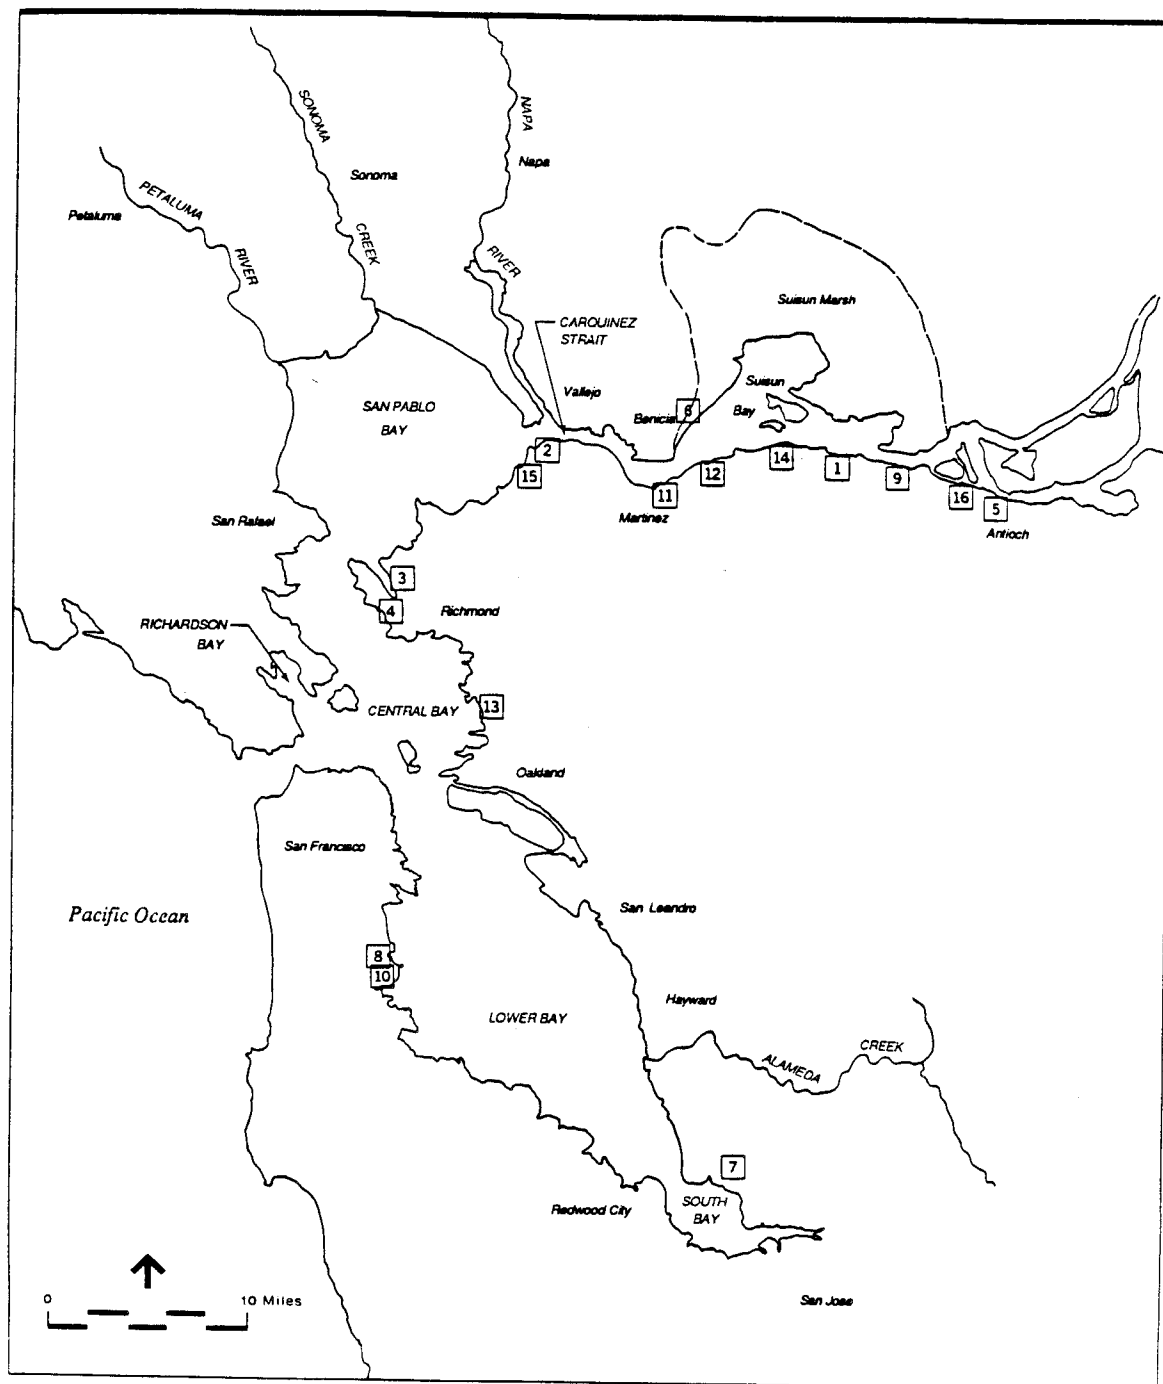 SONOMA
NAPA
Napa
Sonoma
PETALUMA
Petaluma
CREEK
RIVER
RIVER
Suisun Marsh
CARQUINEZ
STRAIT
Vallejo
Suisun
SAN PABLO
BAY
Benicia
6
Bay
2
15
14
1
12
9
11
16
5
Martinez
Antioch
San Rafael
3
4
Richmond
RICHARDSON
BAY
CENTRAL BAY
13
Oakland
San Francisco
Pacific Ocean
San Leandro
8
10
Hayward
LOWER BAY
ALAMEDA
CREEK
7
Redwood City
SOUTH
BAY
0
10 Miles
San Jose